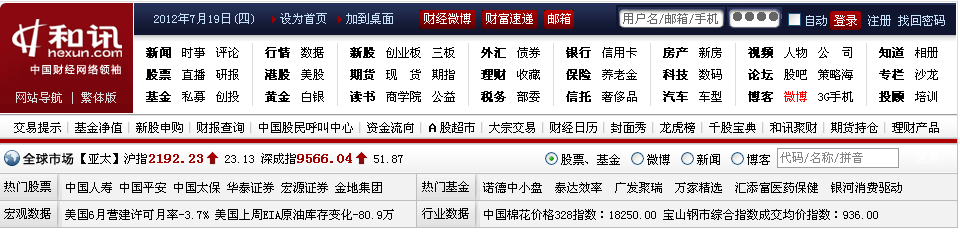 和讯
hexun.com
中国财经网络领袖
网站导航 | 繁体版
2012年7月19日(四) 设为首页 加到桌面 财经微博 财富速递 邮箱 用户名/邮箱/手机 ●●●● 自动 登录 注册 找回密码
新闻 时事 评论 行情 数据 新股 创业板 三板 外汇 债券 银行 信用卡 房产 新房 视频 人物 公 司 知道 相册
股票 直播 研报 港股 美股 期货 现 货 期指 理财 收藏 保险 养老金 科技 数码 论坛 股吧 策略海 专栏 沙龙
基金 私募 创投 黄金 白银 读书 商学院 公益 税务 部委 信托 奢侈品 汽车 车型 博客 微博 3G手机 投顾 培训
交易提示 | 基金净值 | 新股申购 | 财报查询 | 中国股民呼叫中心 | 资金流向 | A股超市 | 大宗交易 | 财经日历 | 封面秀 | 龙虎榜 | 千股宝典 | 和讯聚财 | 期货持仓 | 理财产品
全球市场 【亚太】 沪指2192.23 23.13 深成指9566.04 51.87 股票、基金 微博 新闻 博客 代码/名称/拼音
热门股票 中国人寿 中国平安 中国太保 华泰证券 宏源证券 金地集团 热门基金 诺德中小盘 泰达效率 广发聚瑞 万家精选 汇添富医药保健 银河消费驱动
宏观数据 美国6月营建许可月率-3.7% 美国上周EIA原油库存变化-80.9万 行业数据 中国棉花价格328指数：18250.00 宝山钢市综合指数成交均价指数：936.00